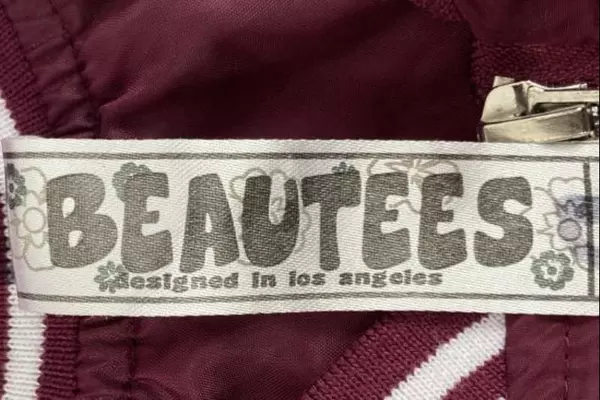 BEAUTEES
designed in los angeles